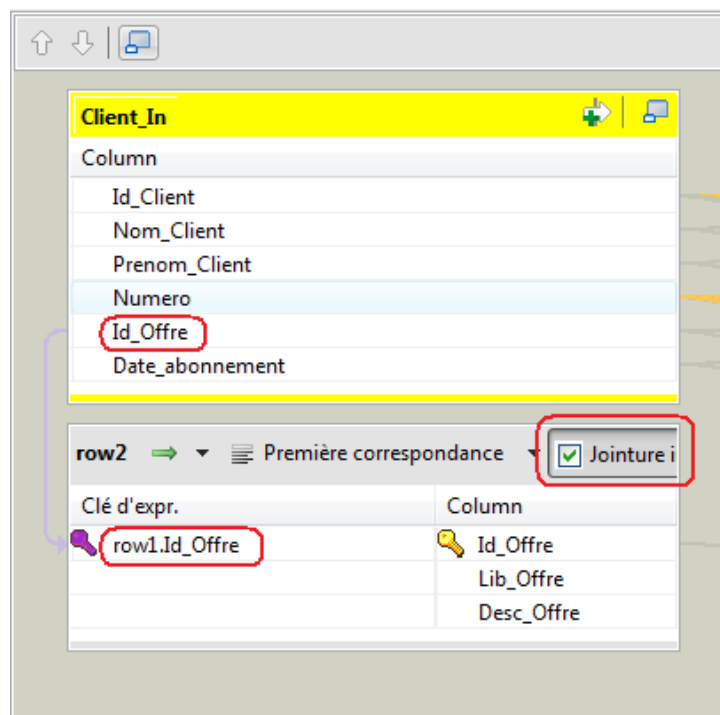 Client_In
Column
Id_Client
Nom_Client
Prenom_Client
Numero
Id_Offre
Date_abonnement
row2 Première correspondance Jointure i
Clé d'expr. Column
row1.Id_Offre Id_Offre
Lib_Offre
Desc_Offre